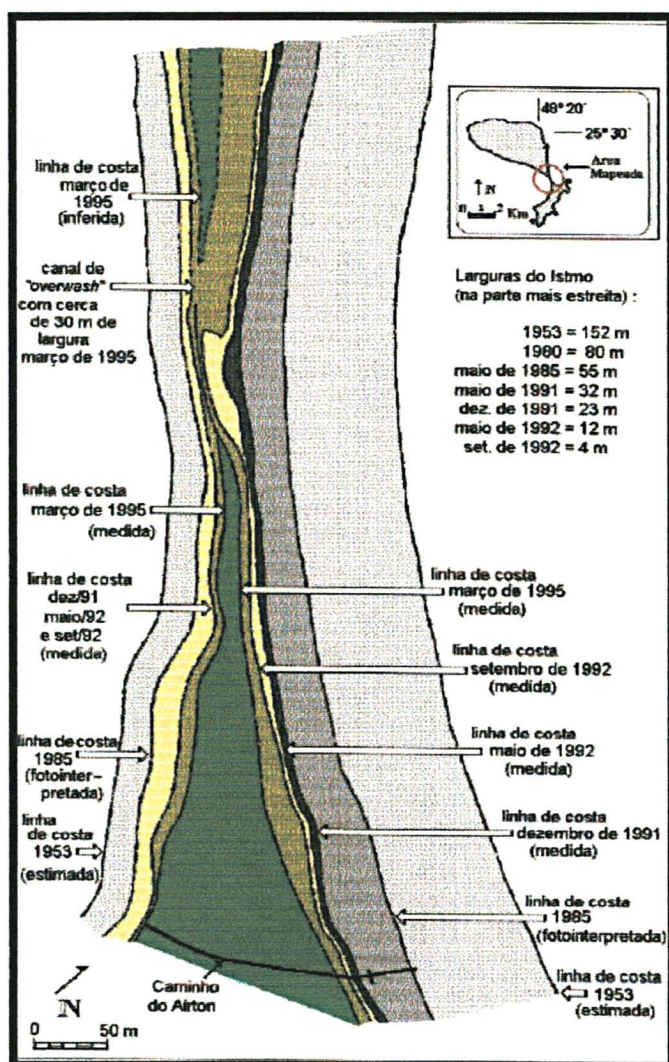 48° 20´
25° 30´
Area
Mapeada
N
Km
linha de costa
março de
1995
(inferida)
canal de
"overwash"
com cerca
de 30 m de
largura
março de 1995
Larguras do Istmo
(na parte mais estreita) :
1953 = 152 m
1980 = 80 m
maio de 1985 = 55 m
maio de 1991 = 32 m
dez. de 1991 = 23 m
maio de 1992 = 12 m
set. de 1992 = 4 m
linha de costa
março de 1995
(medida)
linha de costa
dez/91
maio/92
e set/92
(medida)
linha de costa
março de 1995
(medida)
linha de costa
setembro de 1992
(medida)
linha de costa
maio de 1992
(medida)
linha de costa
1985
(fotointer-
pretada)
linha
de costa
1953
(estimada)
linha de costa
dezembro de 1991
(medida)
linha de costa
1985
(fotointerpretada)
linha de costa
1953
(estimada)
Caminho
do Airton
N
0 50 m